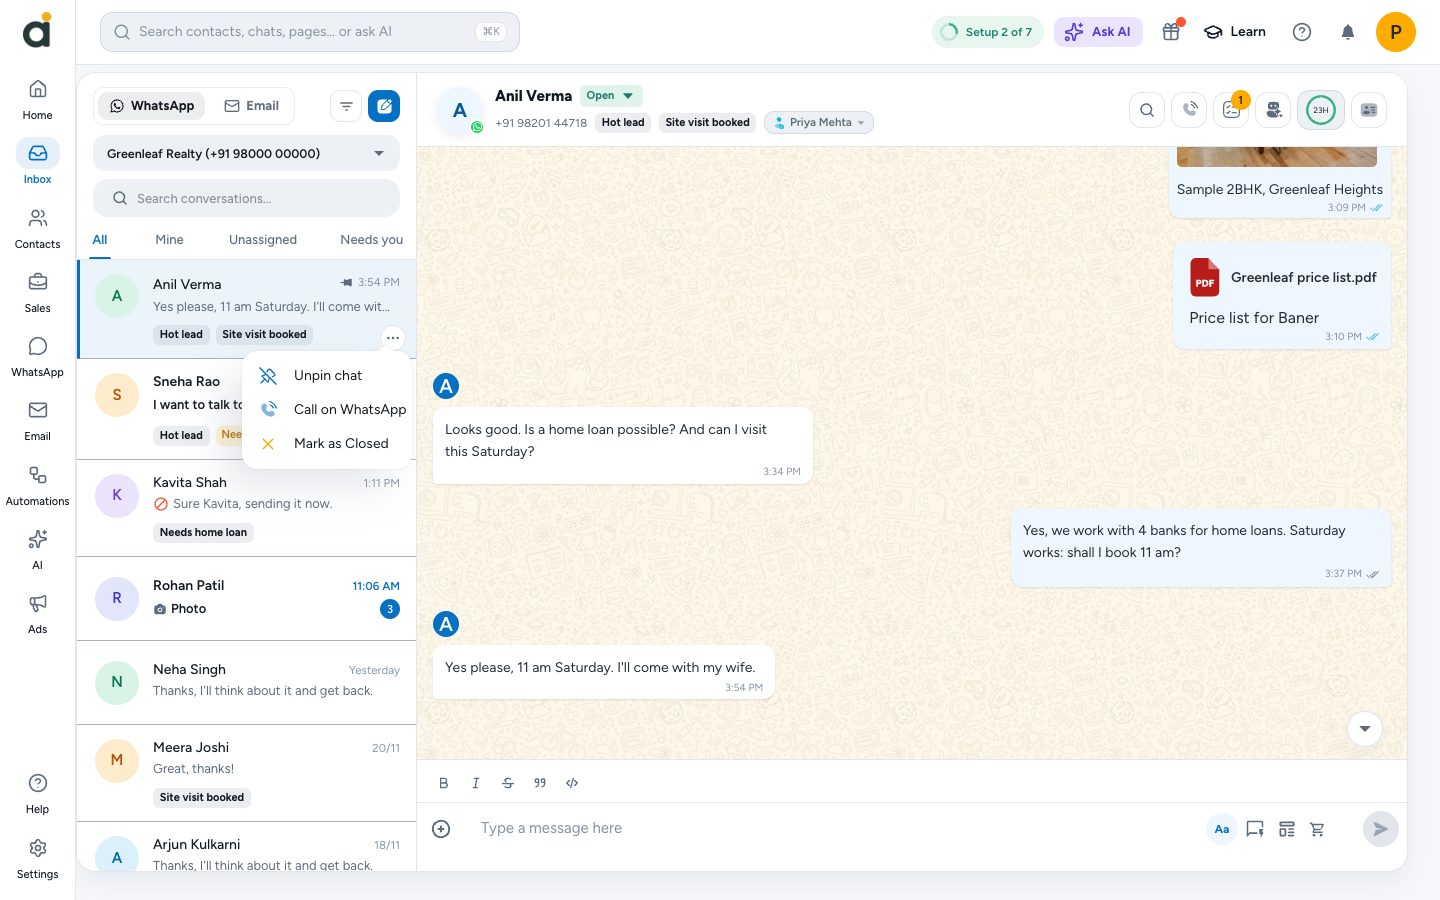 Search contacts, chats, pages... or ask AI
⌘K
Setup 2 of 7
Ask AI
Learn
P
Home
Inbox
Contacts
Sales
WhatsApp
Email
Automations
AI
Ads
Help
Settings
WhatsApp
Email
Greenleaf Realty (+91 98000 00000)
Search conversations...
All
Mine
Unassigned
Needs you
A
Anil Verma
3:54 PM
Yes please, 11 am Saturday. I'll come wit...
Hot lead
Site visit booked
Unpin chat
Call on WhatsApp
Mark as Closed
S
Sneha Rao
I want to talk to
Hot lead
Nee
K
Kavita Shah
1:11 PM
Sure Kavita, sending it now.
Needs home loan
R
Rohan Patil
11:06 AM
Photo
3
N
Neha Singh
Yesterday
Thanks, I'll think about it and get back.
M
Meera Joshi
20/11
Great, thanks!
Site visit booked
A
Arjun Kulkarni
18/11
Thanks, I'll think about it and get back.
A
Anil Verma
Open
+91 98201 44718
Hot lead
Site visit booked
Priya Mehta
1
23H
Sample 2BHK, Greenleaf Heights
3:09 PM
PDF
Greenleaf price list.pdf
Price list for Baner
3:10 PM
A
Looks good. Is a home loan possible? And can I visit
this Saturday?
3:34 PM
Yes, we work with 4 banks for home loans. Saturday
works: shall I book 11 am?
3:37 PM
A
Yes please, 11 am Saturday. I'll come with my wife.
3:54 PM
B
I
S
Type a message here
Aa